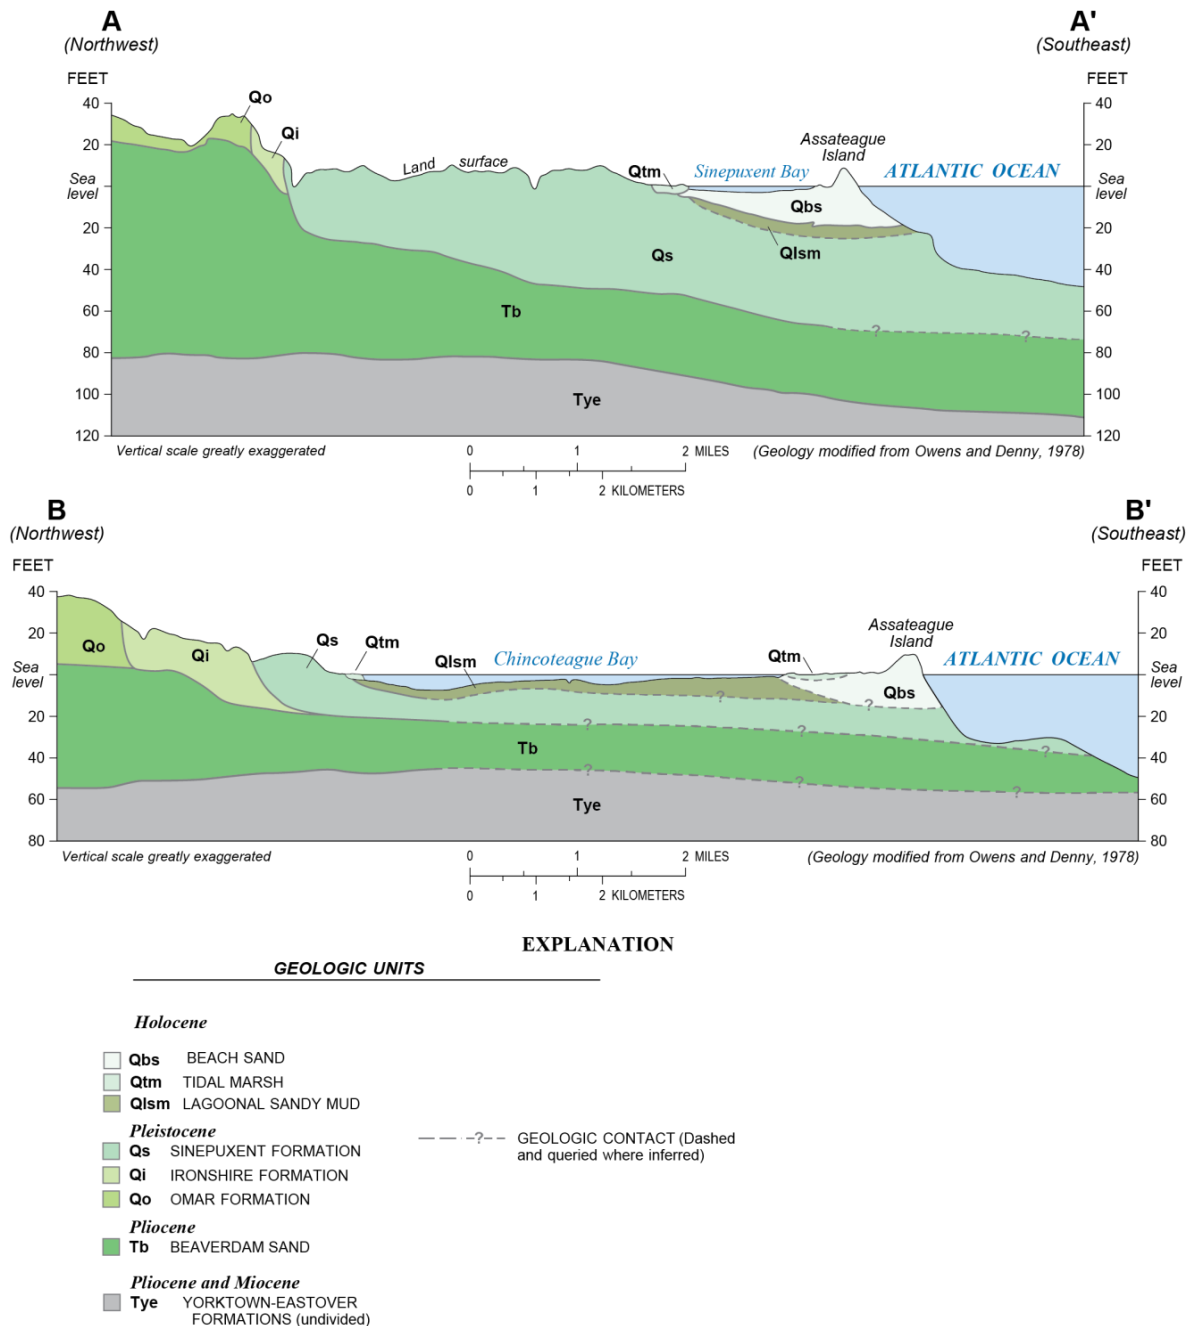 A
(Northwest)
A'
(Southeast)
FEET
FEET
40
20
Sea
level
20
40
60
80
100
120
40
20
Sea
level
20
40
60
80
100
120
Qo
Qi
Land surface
Qtm
Sinepuxent Bay
Assateague
Island
ATLANTIC OCEAN
Qbs
Qlsm
Qs
Tb
?
?
Tye
Vertical scale greatly exaggerated
0 1 2 MILES
0 1 2 KILOMETERS
(Geology modified from Owens and Denny, 1978)
B
(Northwest)
B'
(Southeast)
FEET
FEET
40
20
Sea
level
20
40
60
80
40
20
Sea
level
20
40
60
80
Qo
Qi
Qs
Qtm
Qlsm
Chincoteague Bay
Qtm
Assateague
Island
ATLANTIC OCEAN
Qbs
?
?
?
?
?
Tb
?
?
?
Tye
Vertical scale greatly exaggerated
0 1 2 MILES
0 1 2 KILOMETERS
(Geology modified from Owens and Denny, 1978)
EXPLANATION
GEOLOGIC UNITS
Holocene
Qbs BEACH SAND
Qtm TIDAL MARSH
Qlsm LAGOONAL SANDY MUD
Pleistocene
Qs SINEPUXENT FORMATION
Qi IRONSHIRE FORMATION
Qo OMAR FORMATION
Pliocene
Tb BEAVERDAM SAND
Pliocene and Miocene
Tye YORKTOWN-EASTOVER
FORMATIONS (undivided)
? GEOLOGIC CONTACT (Dashed
and queried where inferred)